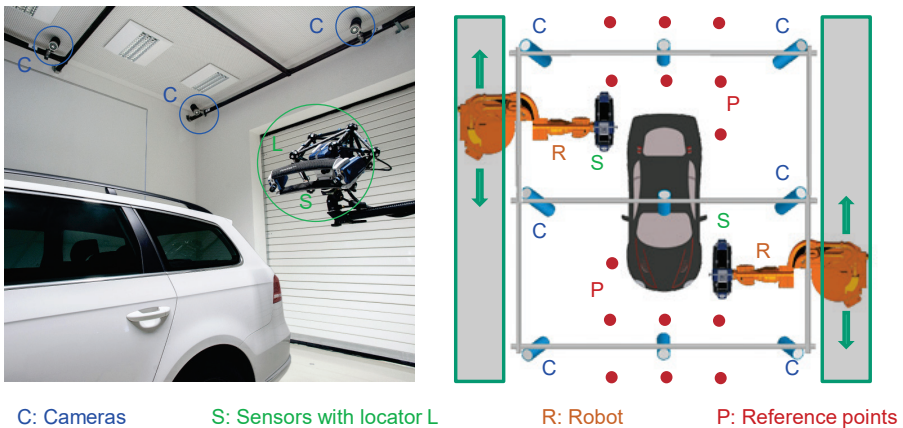 C
C
C
L
S
C
C
P
R
S
C
C
S
R
P
C
C
C: Cameras
S: Sensors with locator L
R: Robot
P: Reference points